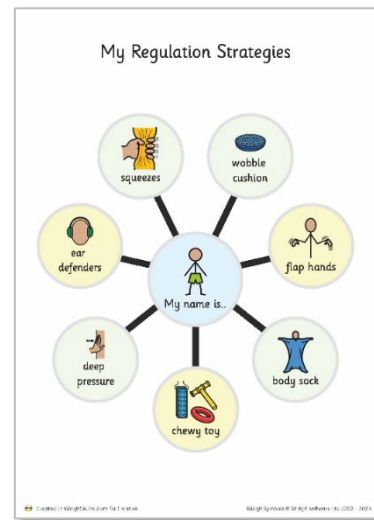 My Regulation Strategies
squeezes
wobble
cushion
ear
defenders
flap hands
My name is..
deep
pressure
body sock
chewy toy